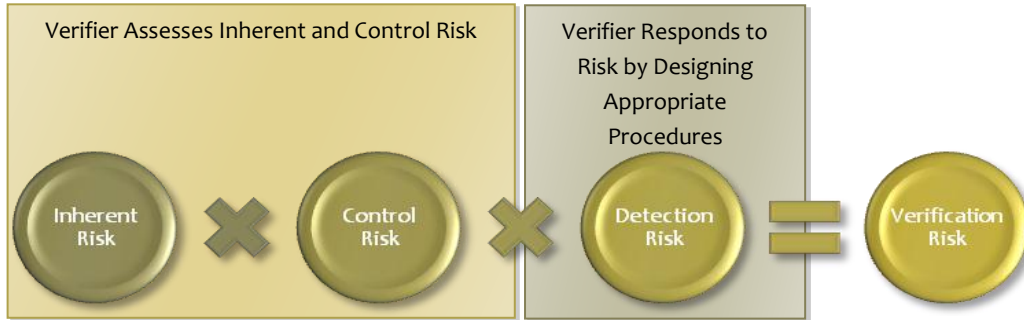 Verifier Assesses Inherent and Control Risk
Verifier Responds to
Risk by Designing
Appropriate
Procedures
Inherent
Risk
Control
Risk
Detection
Risk
Verification
Risk